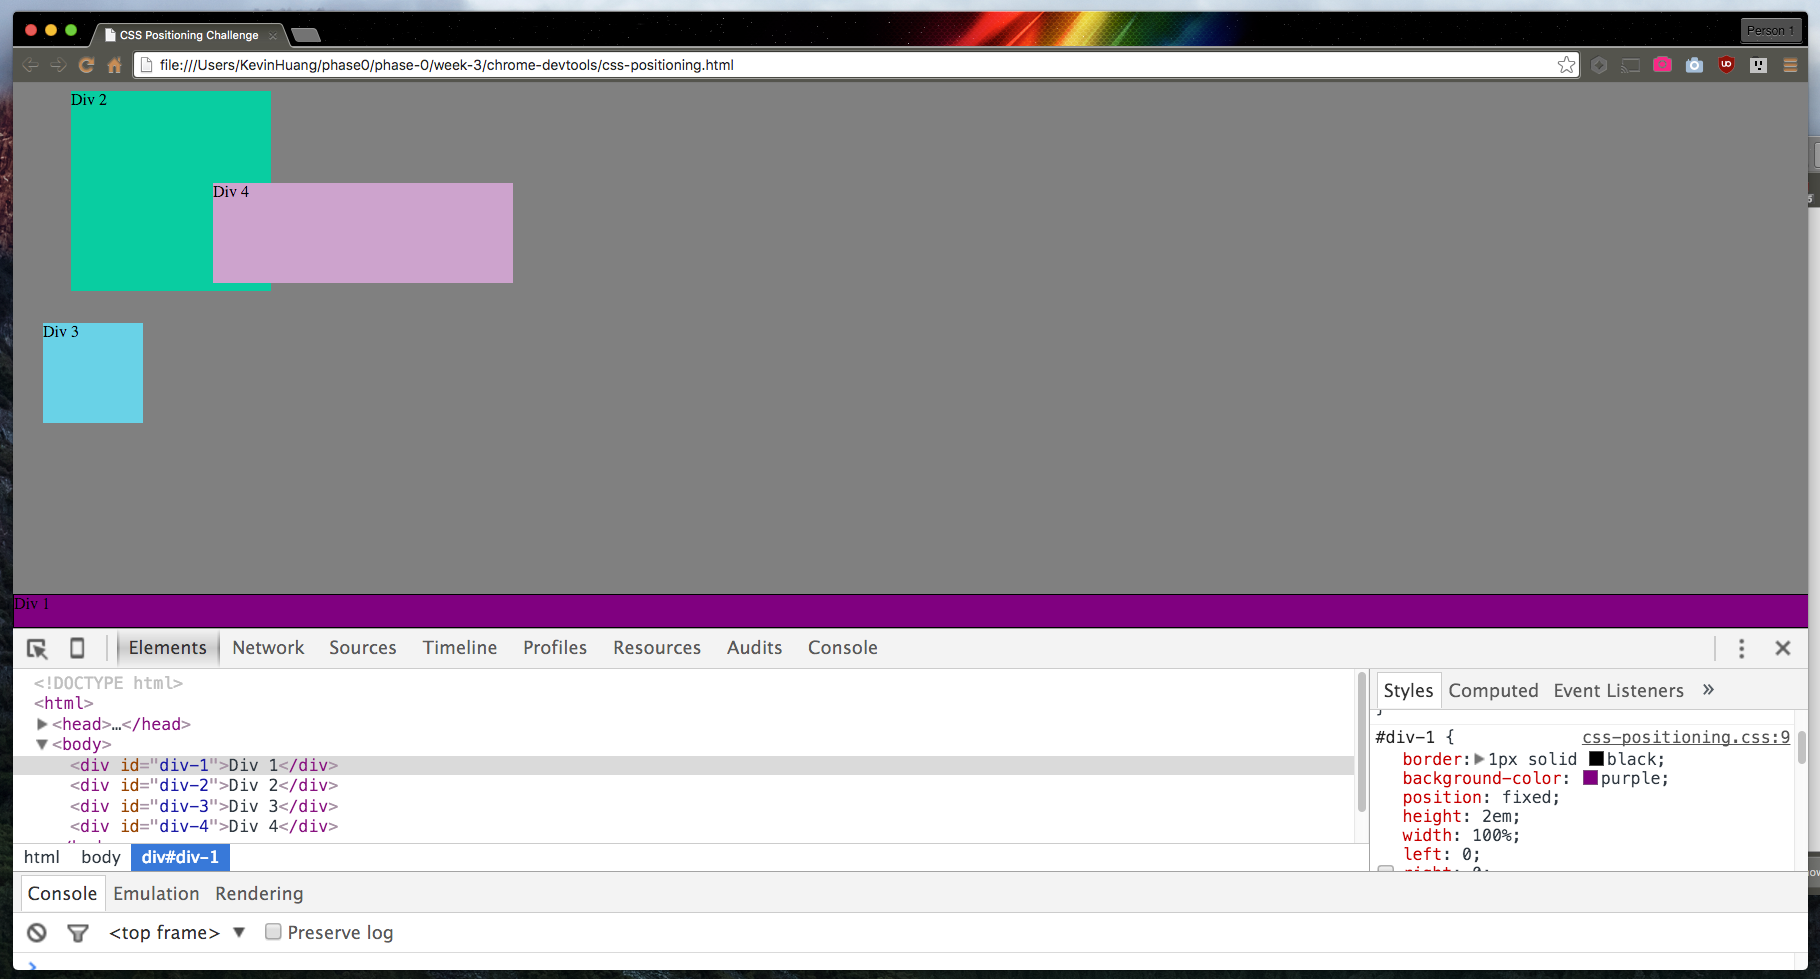 CSS Positioning Challenge
Person 1
file:///Users/KevinHuang/phase0/phase-0/week-3/chrome-devtools/css-positioning.html
Div 2
Div 4
Div 3
Div 1
Elements Network Sources Timeline Profiles Resources Audits Console
<!DOCTYPE html>
<html>
<head>…</head>
<body>
<div id="div-1">Div 1</div>
<div id="div-2">Div 2</div>
<div id="div-3">Div 3</div>
<div id="div-4">Div 4</div>
html body div#div-1
Styles Computed Event Listeners »
}
#div-1 { css-positioning.css:9
border: 1px solid black;
background-color: purple;
position: fixed;
height: 2em;
width: 100%;
left: 0;
right: 0;
Console Emulation Rendering
<top frame> ▼ Preserve log